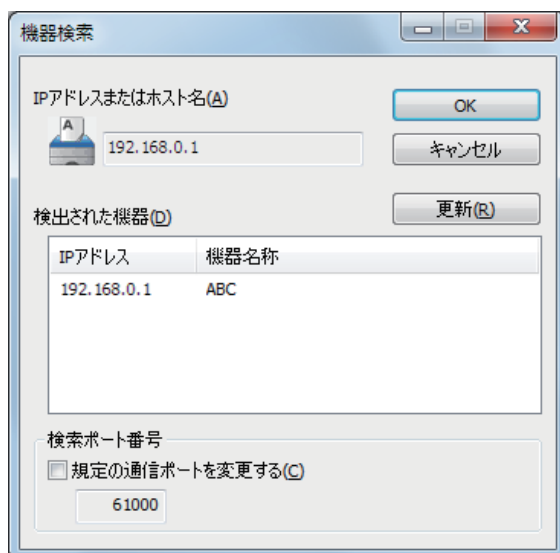 機器検索
IPアドレスまたはホスト名(A)
OK
A
192.168.0.1
キャンセル
検出された機器(D)
更新(R)
IPアドレス 機器名称
192.168.0.1 ABC
検索ポート番号
規定の通信ポートを変更する(C)
61000